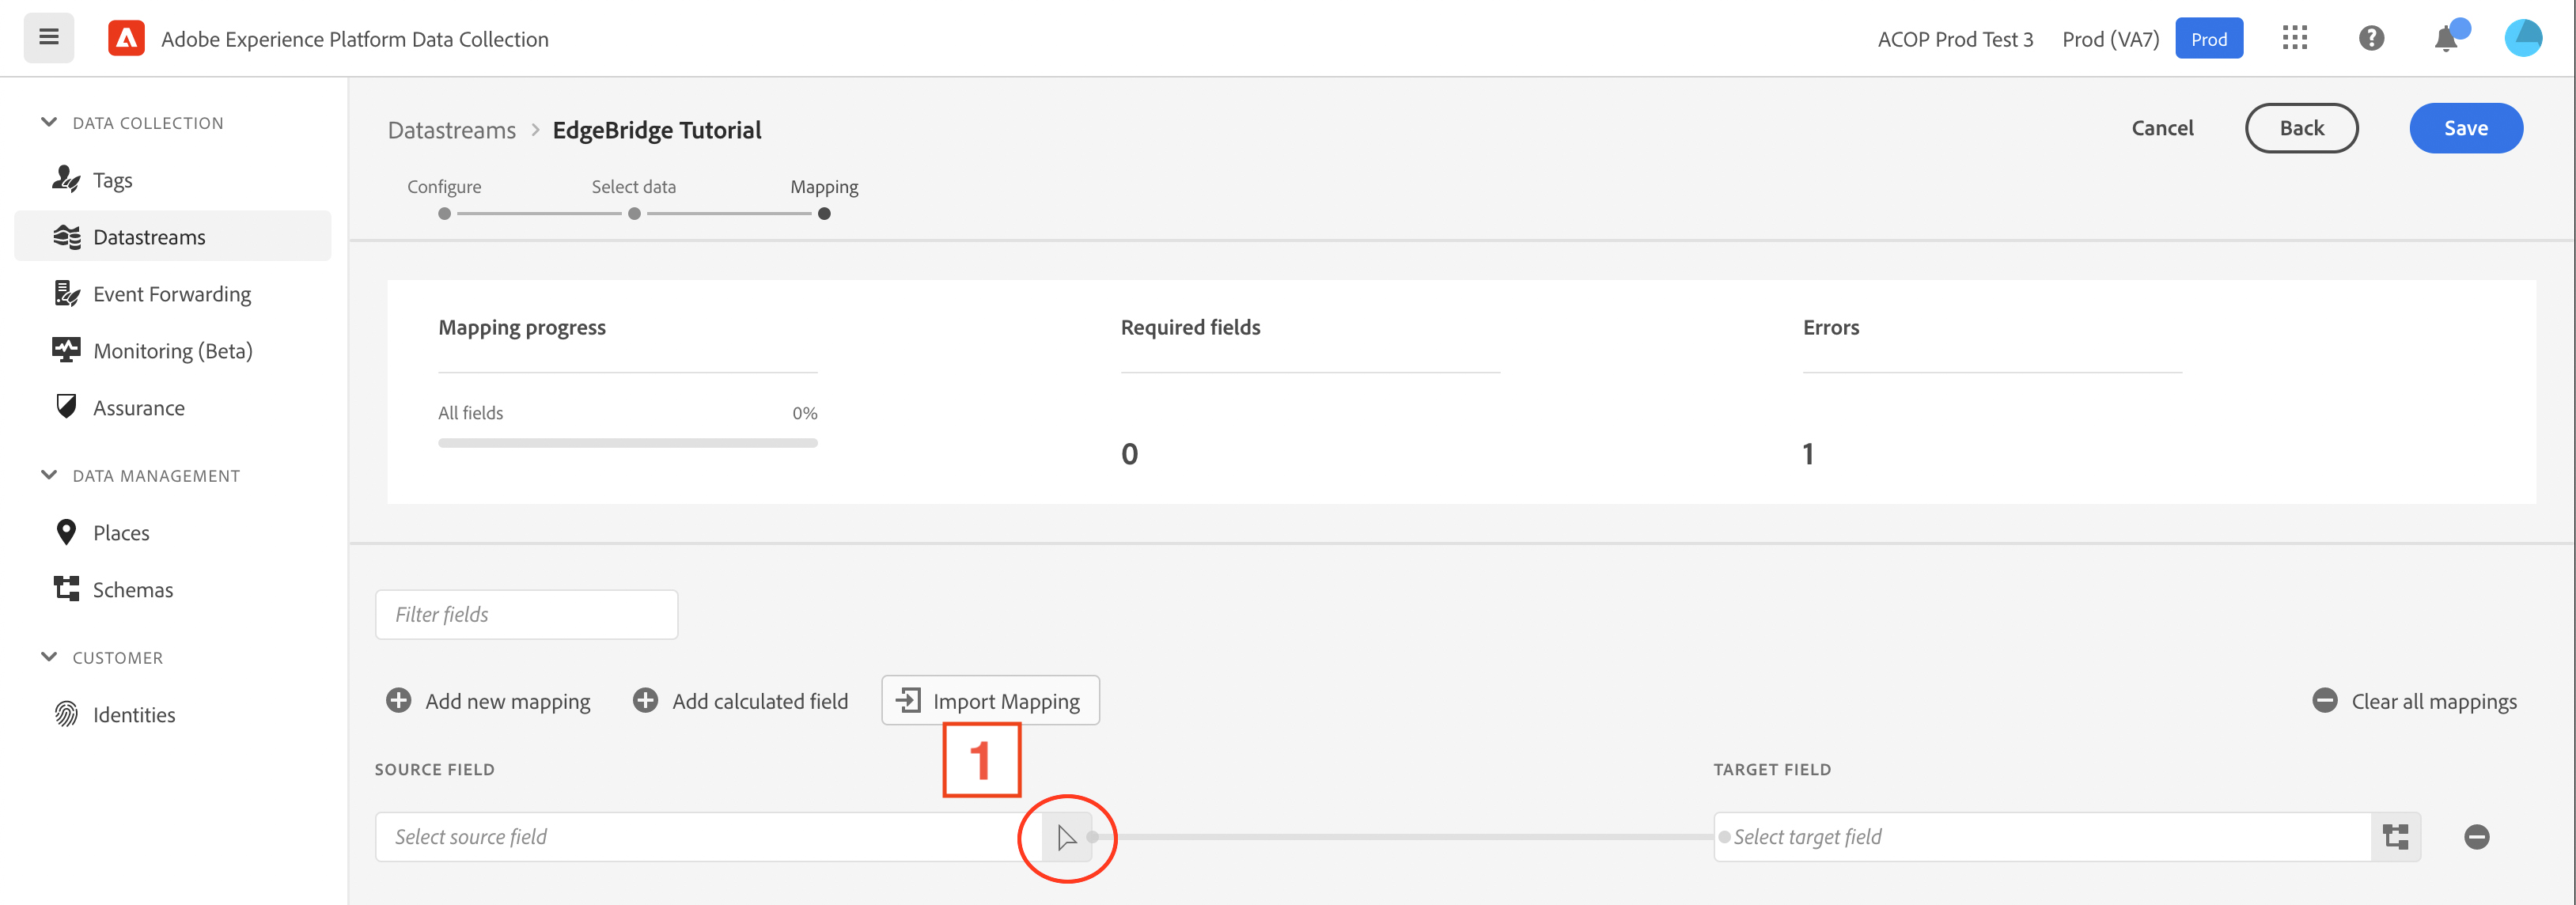 Adobe Experience Platform Data Collection
ACOP Prod Test 3
Prod (VA7)
Prod
DATA COLLECTION
Tags
Datastreams
Event Forwarding
Monitoring (Beta)
Assurance
DATA MANAGEMENT
Places
Schemas
CUSTOMER
Identities
Datastreams > EdgeBridge Tutorial
Cancel
Back
Save
Configure
Select data
Mapping
Mapping progress
All fields 0%
Required fields
0
Errors
1
Filter fields
Add new mapping
Add calculated field
Import Mapping
Clear all mappings
1
SOURCE FIELD
TARGET FIELD
Select source field
Select target field